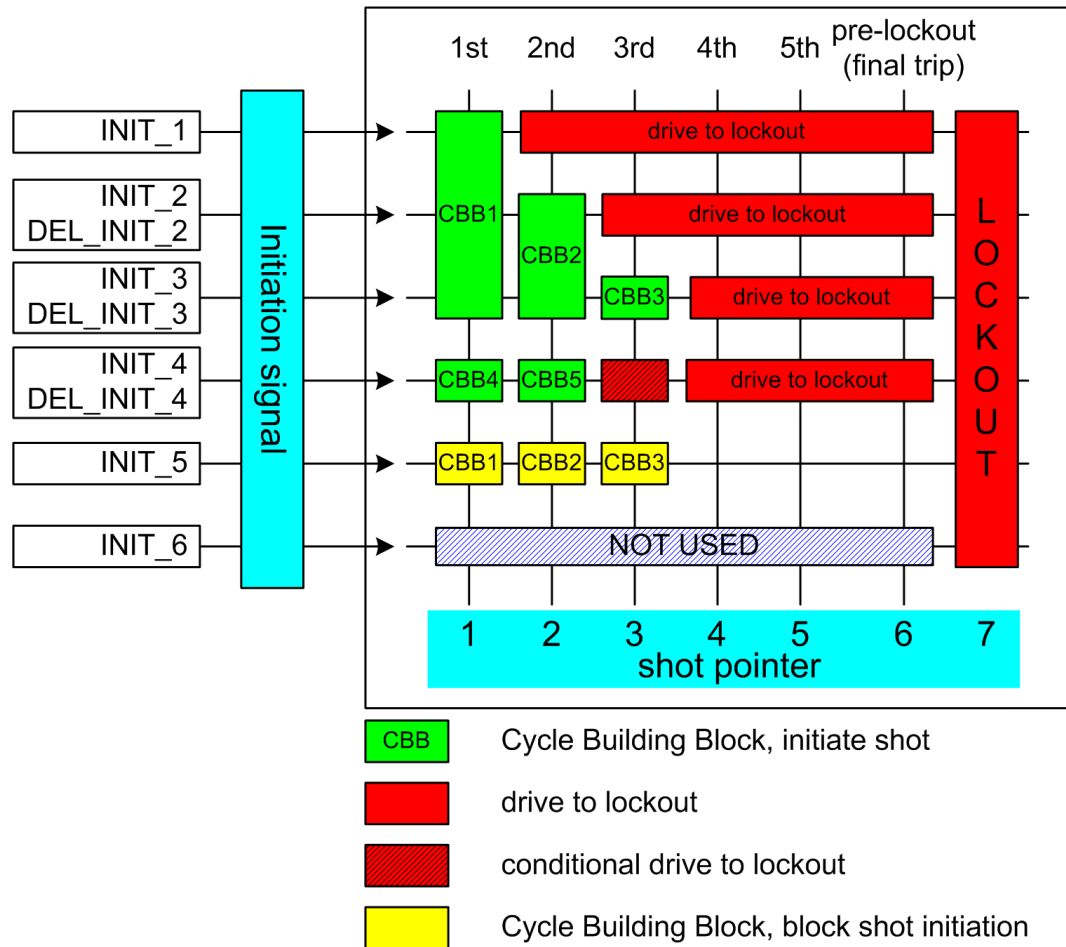 pre-lockout
1st 2nd 3rd 4th 5th (final trip)
INIT_1
drive to lockout
INIT_2
DEL_INIT_2
CBB1
CBB2
drive to lockout
INIT_3
DEL_INIT_3
CBB3
drive to lockout
INIT_4
DEL_INIT_4
CBB4
CBB5
drive to lockout
INIT_5
CBB1
CBB2
CBB3
INIT_6
NOT USED
Initiation signal
LOCKOUT
1 2 3 4 5 6 7
shot pointer
CBB
Cycle Building Block, initiate shot
drive to lockout
conditional drive to lockout
Cycle Building Block, block shot initiation